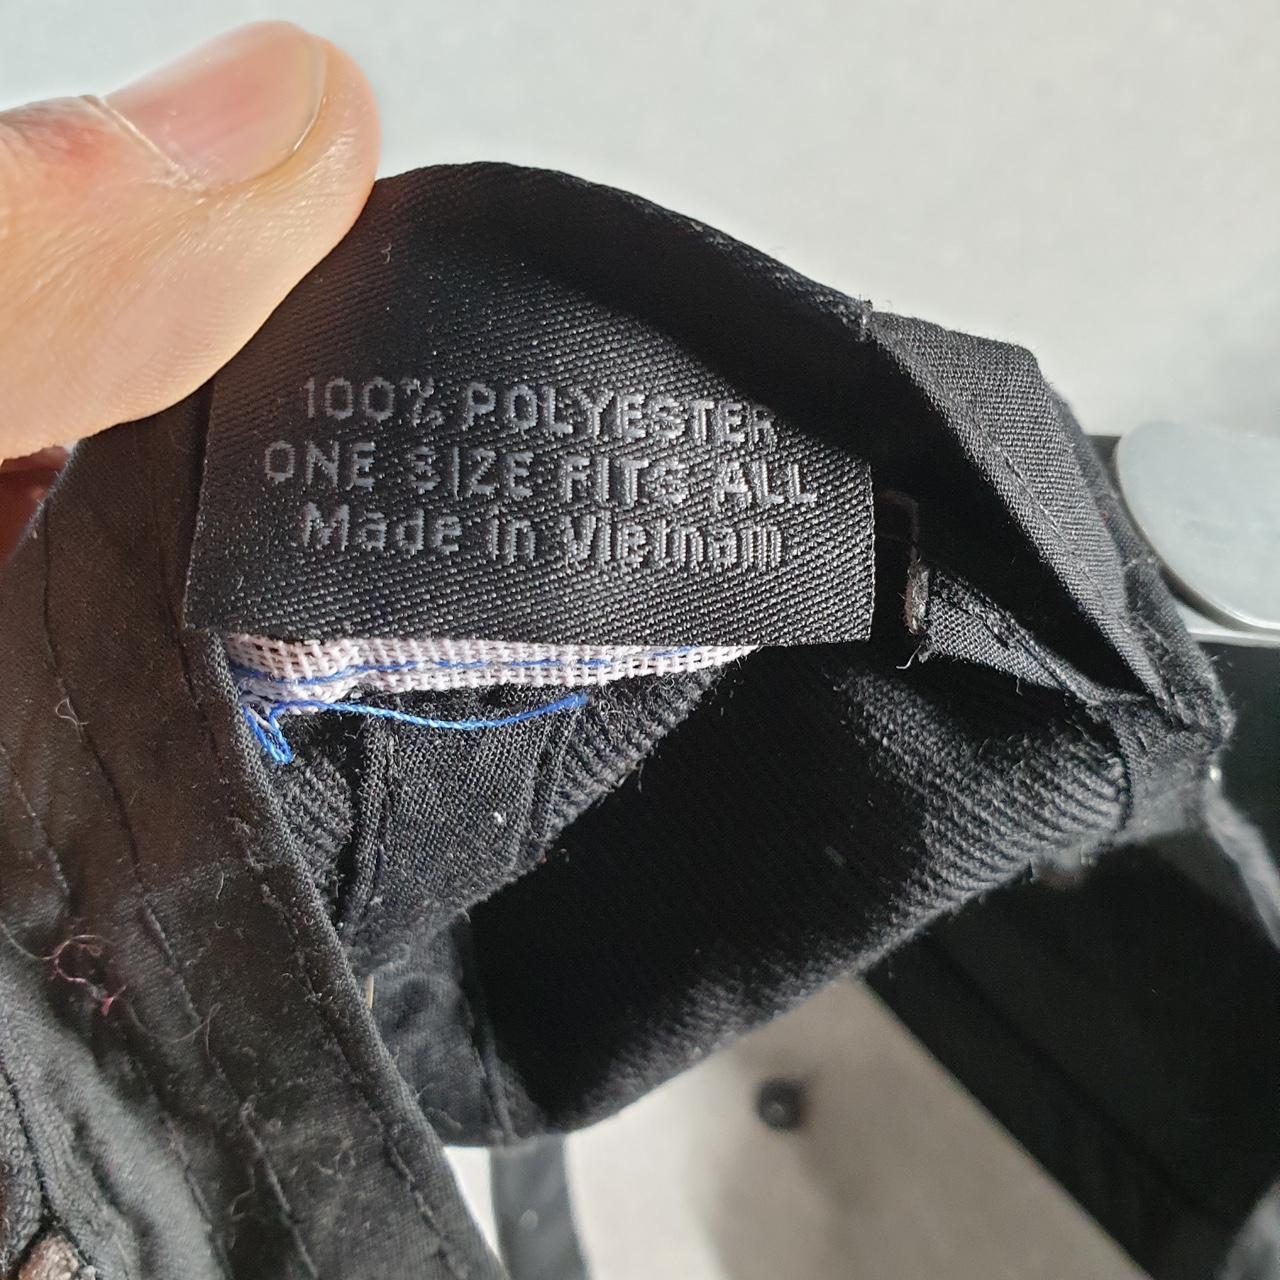 100% POLYESTER
ONE SIZE FITS ALL
Made in Vietnam